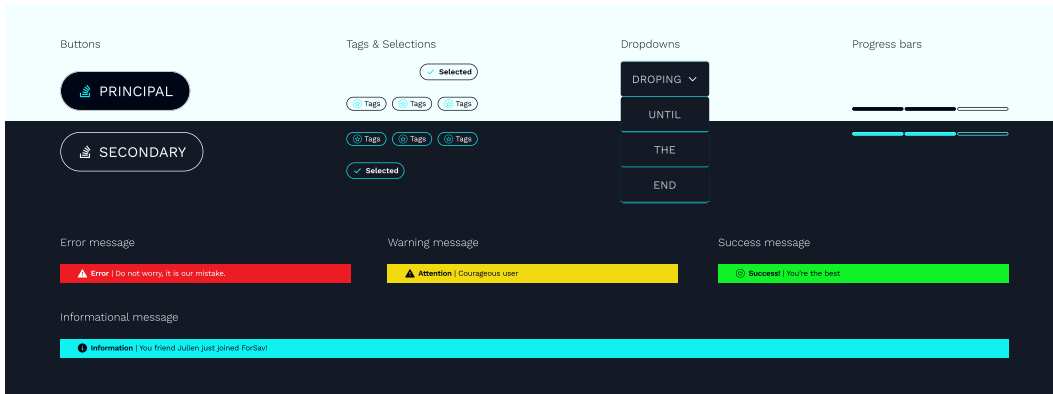 Buttons
Tags & Selections
Dropdowns
Progress bars
PRINCIPAL
Selected
DROPING
Tags Tags Tags
UNTIL
SECONDARY
Tags Tags Tags
THE
Selected
END
Error message
Warning message
Success message
Error | Do not worry, it is our mistake.
Attention | Courageous user
Success! | You're the best
Informational message
Information | You friend Julien just joined ForSav!